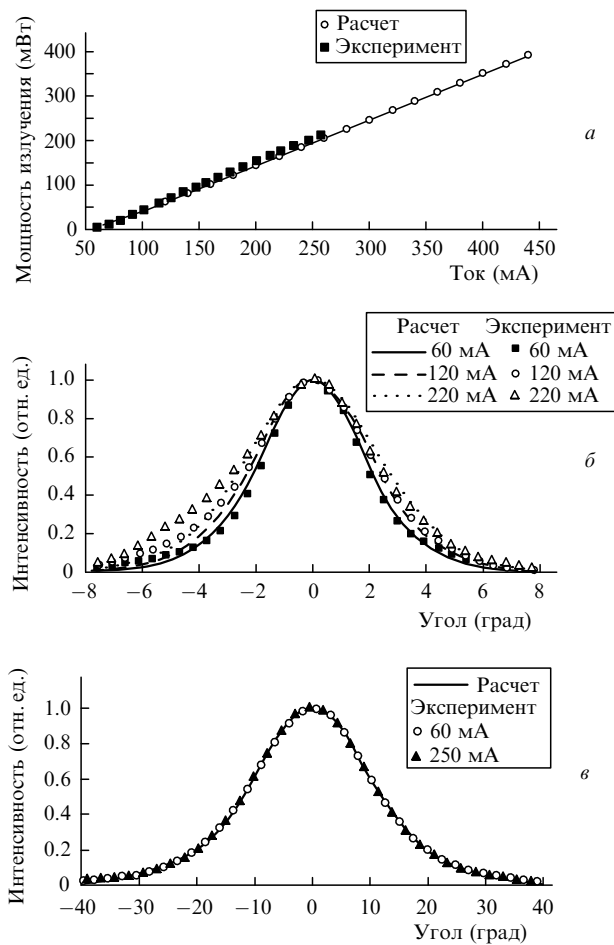 Расчет
Эксперимент
Мощность излучения (мВт)
400
300
200
100
0
50 100 150 200 250 300 350 400 450
Ток (мА)
а
Расчет Эксперимент
60 мА 60 мА
120 мА 120 мА
220 мА 220 мА
Интенсивность (отн. ед.)
1.0
0.8
0.6
0.4
0.2
0
−8 −6 −4 −2 0 2 4 6 8
Угол (град)
б
Расчет
Эксперимент
60 мА
250 мА
Интенсивность (отн. ед.)
1.0
0.8
0.6
0.4
0.2
0
−40 −30 −20 −10 0 10 20 30 40
Угол (град)
в